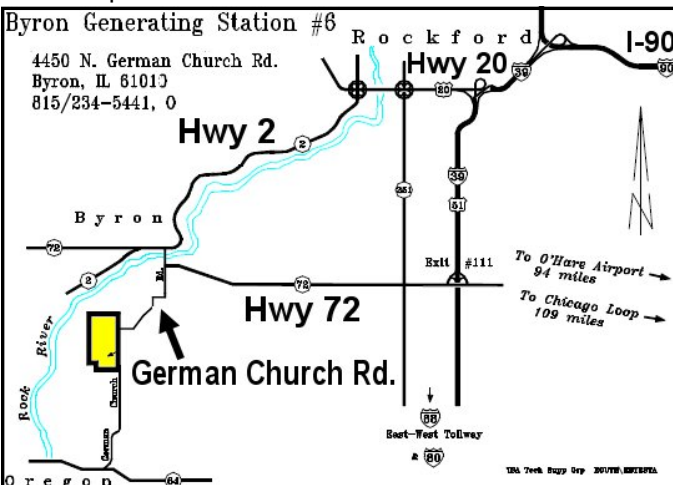 Byron Generating Station #6
4450 N. German Church Rd.
Byron, IL 61010
815/234-5441, 0
Rockford
I-90
Hwy 20
39
90
20
Hwy 2
2
39
251
51
Byron
72
Rd.
Exit #111
To O'Hare Airport
94 miles
2
72
Hwy 72
To Chicago Loop
109 miles
Rock River
German Church Rd.
German Church
88
East-West Tollway
& 80
Oregon
64